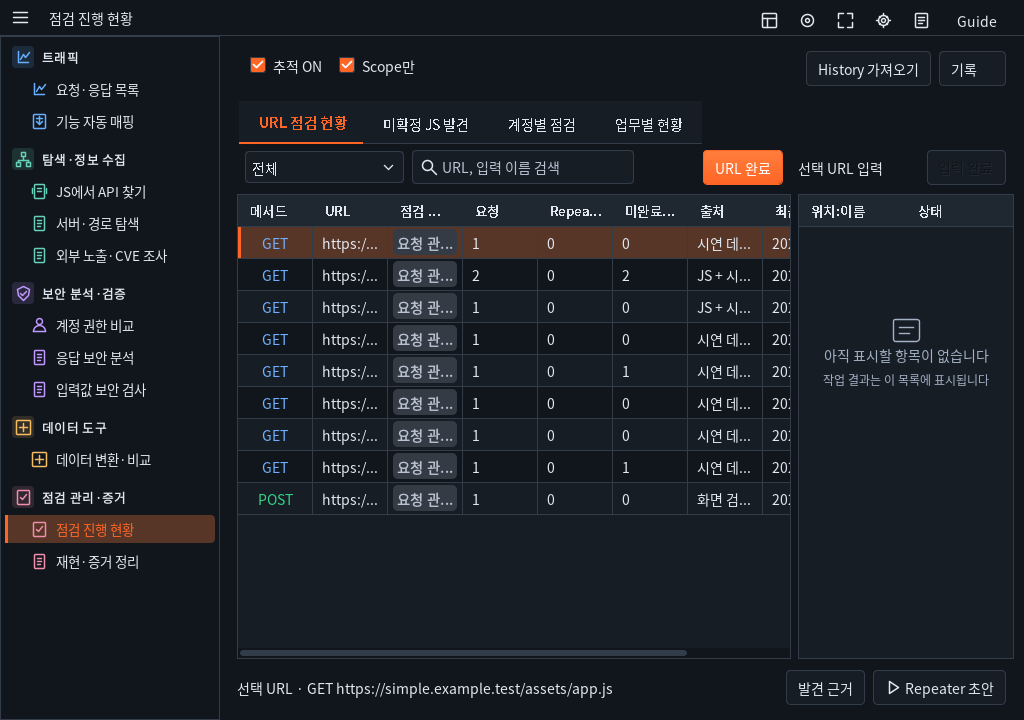 점검 진행 현황
Guide
트래픽
요청·응답 목록
기능 자동 매핑
탐색·정보 수집
JS에서 API 찾기
서버·경로 탐색
외부 노출·CVE 조사
보안 분석·검증
계정 권한 비교
응답 보안 분석
입력값 보안 검사
데이터 도구
데이터 변환·비교
점검 관리·증거
점검 진행 현황
재현·증거 정리
추적 ON Scope만
History 가져오기 기록
URL 점검 현황 미확정 JS 발견 계정별 점검 업무별 현황
전체 URL, 입력 이름 검색 URL 완료 선택 URL 입력 입력 완료
메서드 URL 점검 ... 요청 Repea... 미완료... 출처
GET https:/... 요청 관... 1 0 0 시연 데... 202
GET https:/... 요청 관... 2 0 2 JS + 시... 202
GET https:/... 요청 관... 1 0 0 JS + 시... 202
GET https:/... 요청 관... 1 0 0 시연 데... 202
GET https:/... 요청 관... 1 0 1 시연 데... 202
GET https:/... 요청 관... 1 0 0 시연 데... 202
GET https:/... 요청 관... 1 0 0 시연 데... 202
GET https:/... 요청 관... 1 0 1 시연 데... 202
POST https:/... 요청 관... 1 0 0 화면 검... 202
위치:이름 상태
아직 표시할 항목이 없습니다
작업 결과는 이 목록에 표시됩니다
선택 URL · GET https://simple.example.test/assets/app.js
발견 근거 Repeater 초안